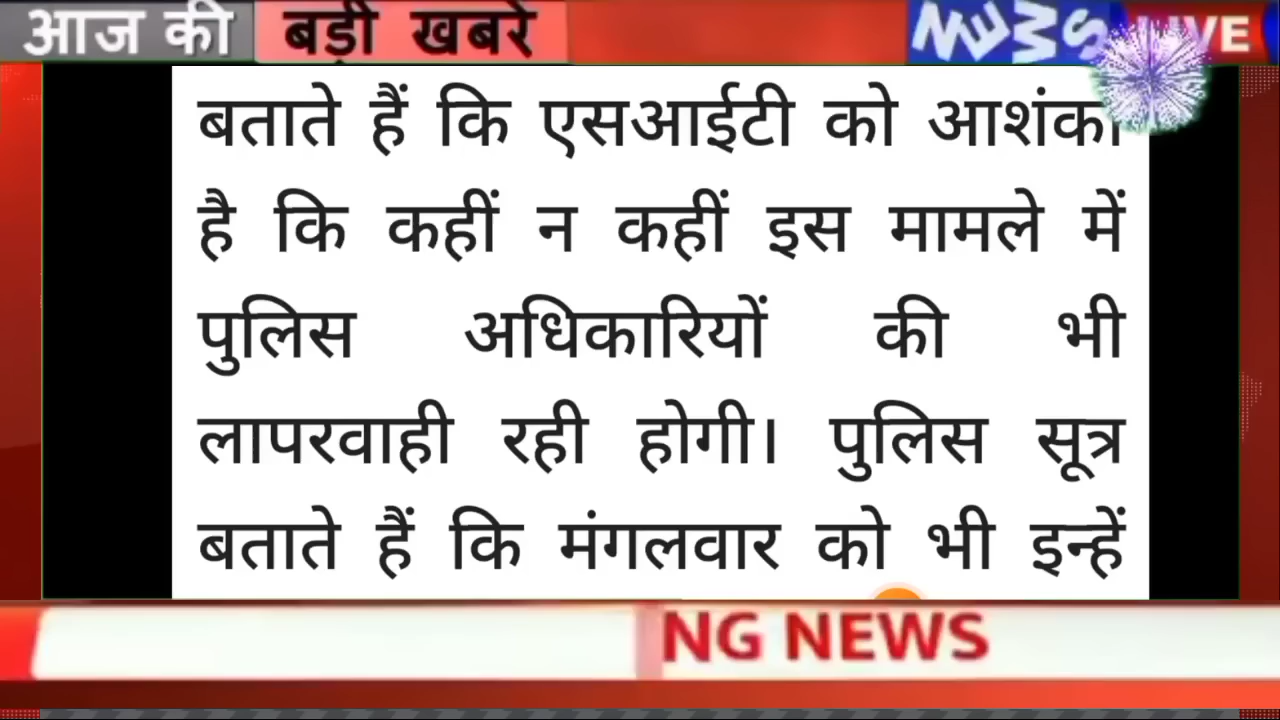 आज की बड़ी खबरे NEWS
बताते हैं कि एसआईटी को आशंका
है कि कहीं न कहीं इस मामले में
पुलिस अधिकारियों की भी
लापरवाही रही होगी। पुलिस सूत्र
बताते हैं कि मंगलवार को भी इन्हें
NG NEWS